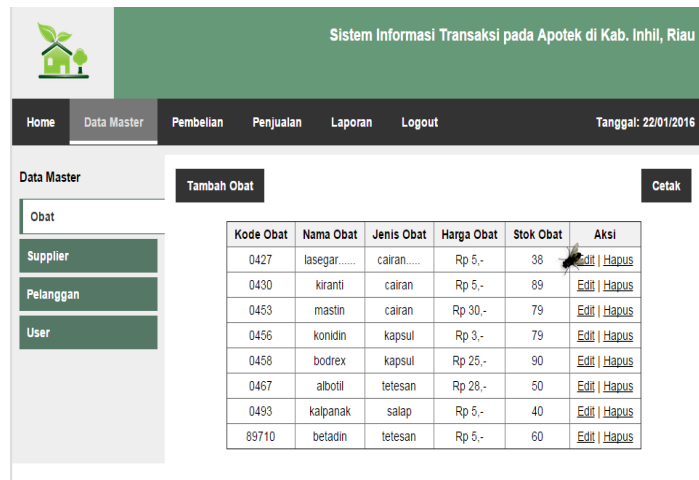 Sistem Informasi Transaksi pada Apotek di Kab. Inhil, Riau
Home Data Master Pembelian Penjualan Laporan Logout Tanggal: 22/01/2016
Data Master
Obat
Supplier
Pelanggan
User
Tambah Obat Cetak
Kode Obat Nama Obat Jenis Obat Harga Obat Stok Obat Aksi
0427 lasegar...... cairan..... Rp 5,- 38 Edit | Hapus
0430 kiranti cairan Rp 5,- 89 Edit | Hapus
0453 mastin cairan Rp 30,- 79 Edit | Hapus
0456 konidin kapsul Rp 3,- 79 Edit | Hapus
0458 bodrex kapsul Rp 25,- 90 Edit | Hapus
0467 albotil tetesan Rp 28,- 50 Edit | Hapus
0493 kalpanak salap Rp 5,- 40 Edit | Hapus
89710 betadin tetesan Rp 5,- 60 Edit | Hapus